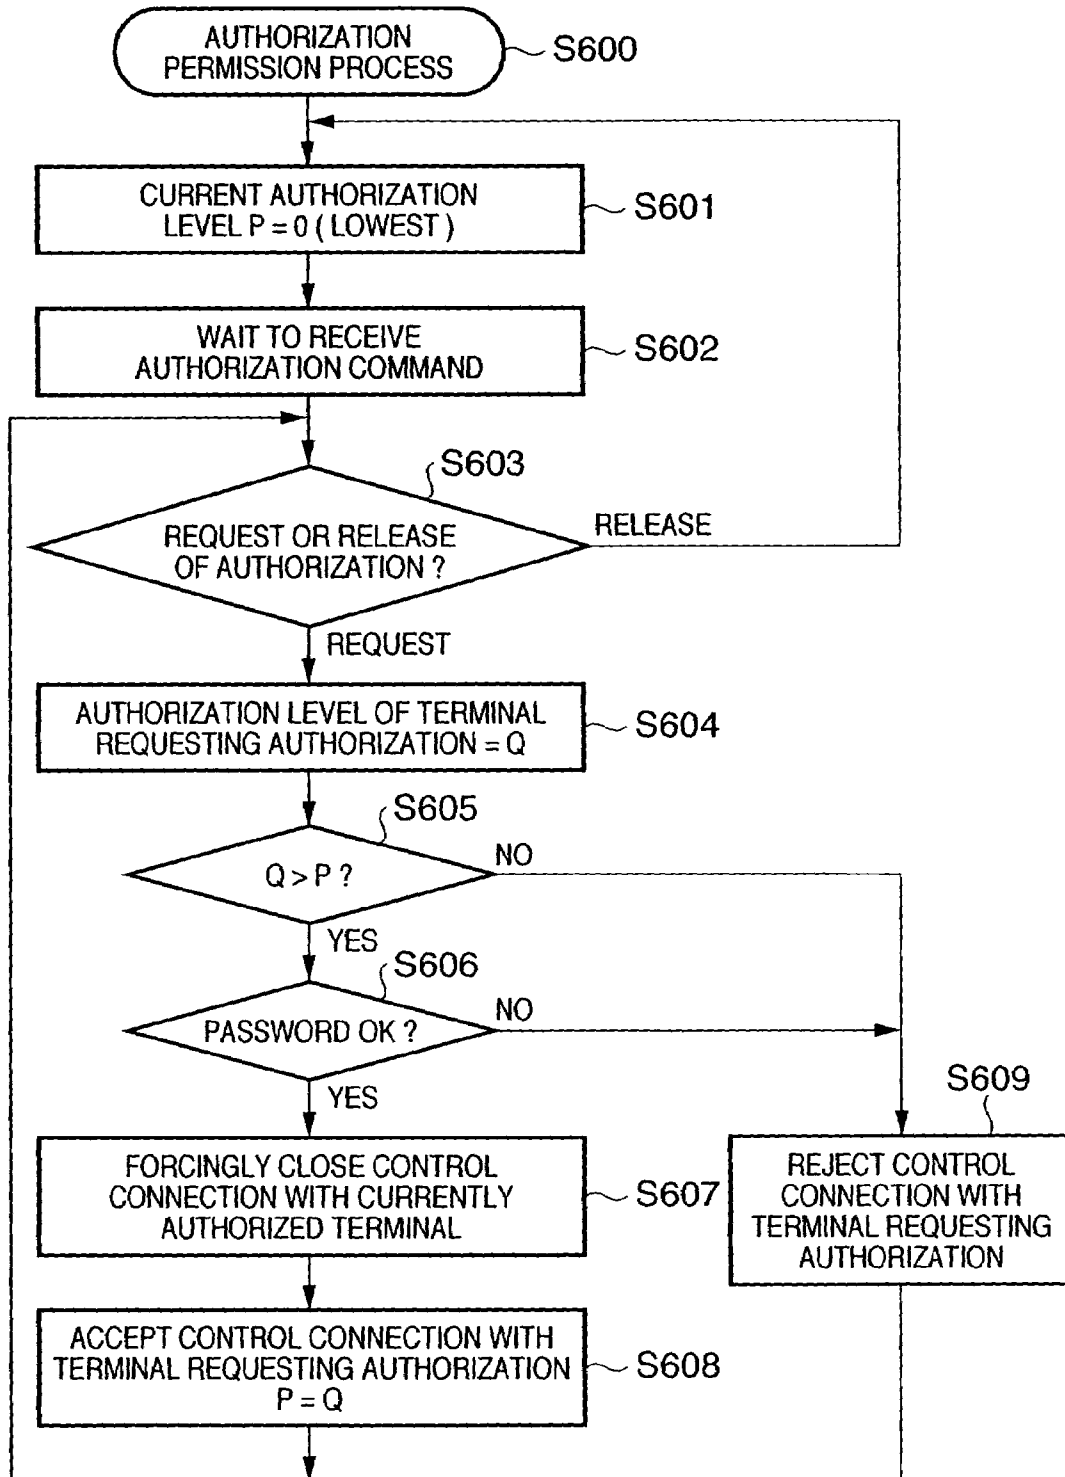 AUTHORIZATION
PERMISSION PROCESS
S600
CURRENT AUTHORIZATION
LEVEL P = 0 ( LOWEST )
S601
WAIT TO RECEIVE
AUTHORIZATION COMMAND
S602
S603
REQUEST OR RELEASE
OF AUTHORIZATION ?
RELEASE
REQUEST
AUTHORIZATION LEVEL OF TERMINAL
REQUESTING AUTHORIZATION = Q
S604
S605
Q > P ?
NO
YES
S606
PASSWORD OK ?
NO
YES
FORCINGLY CLOSE CONTROL
CONNECTION WITH CURRENTLY
AUTHORIZED TERMINAL
S607
S609
REJECT CONTROL
CONNECTION WITH
TERMINAL REQUESTING
AUTHORIZATION
ACCEPT CONTROL CONNECTION WITH
TERMINAL REQUESTING AUTHORIZATION
P = Q
S608